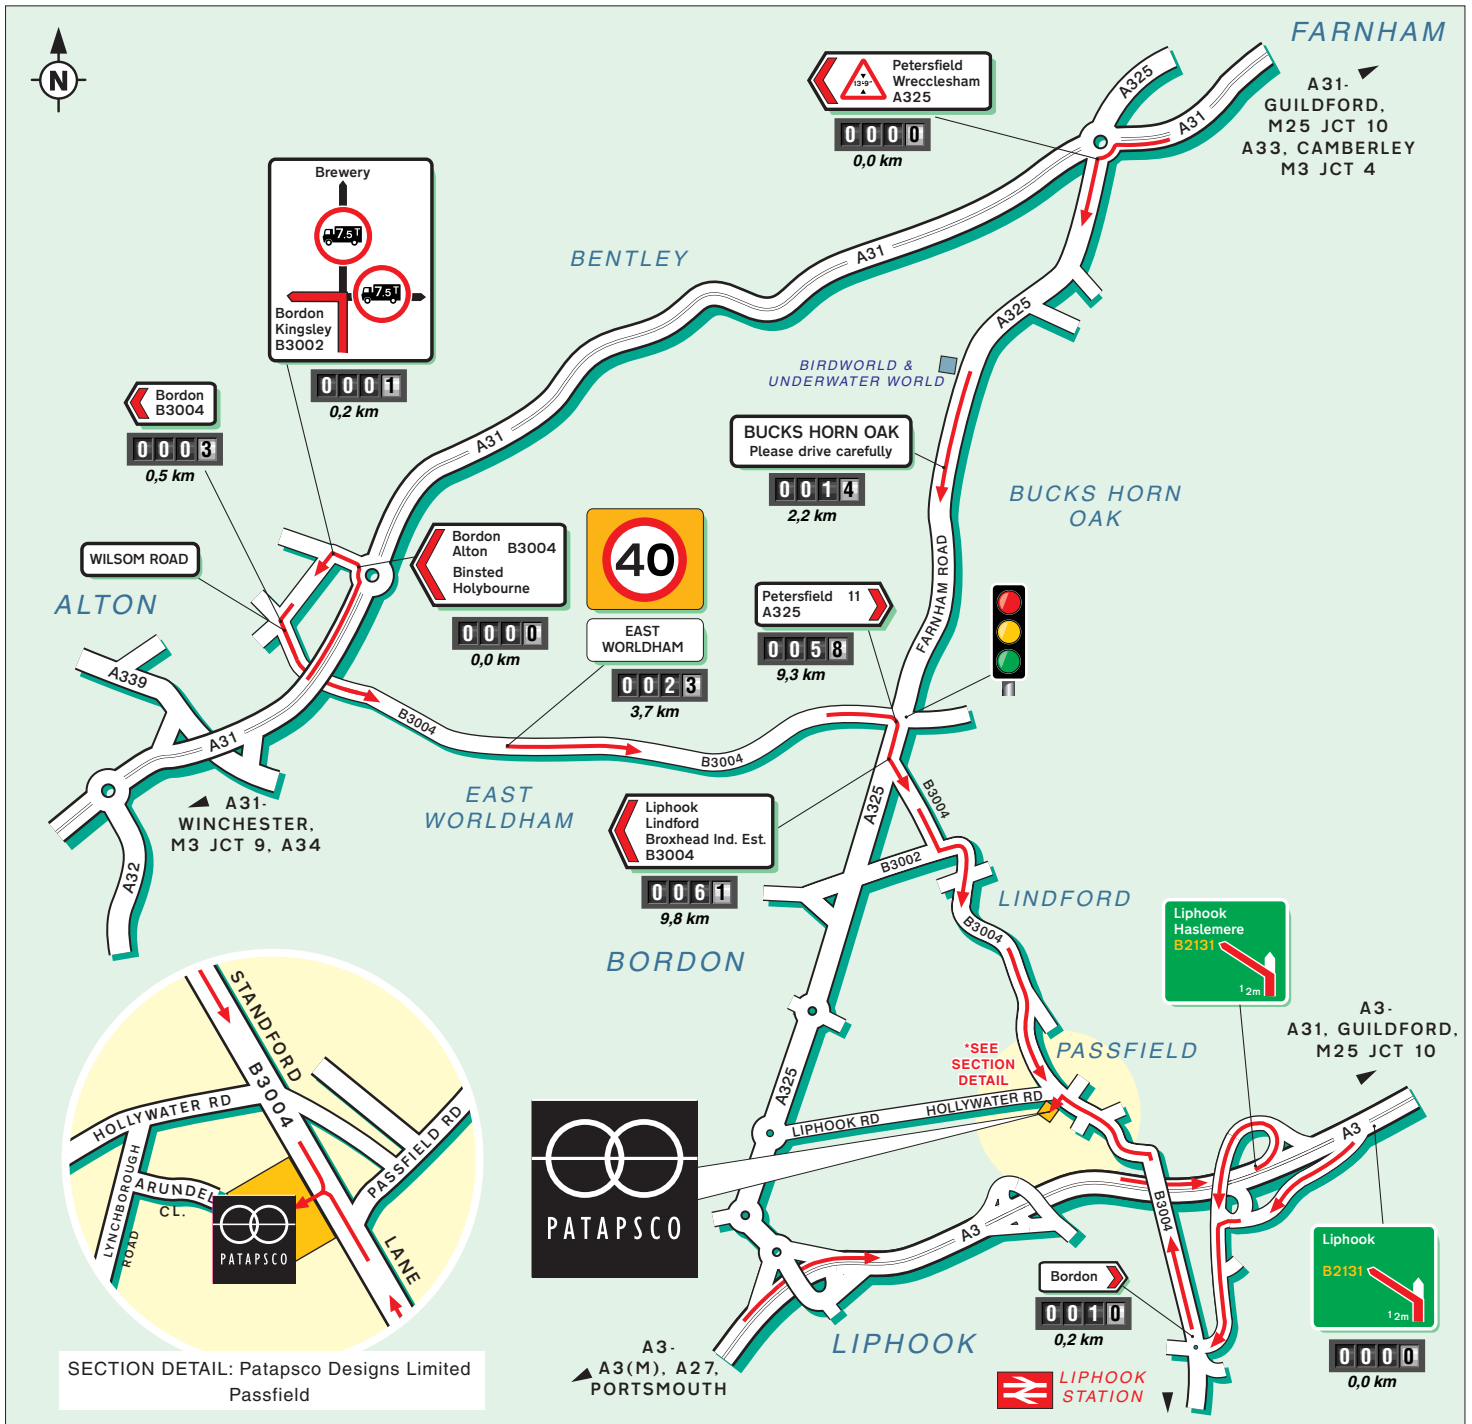 FARNHAM
A31-
GUILDFORD,
M25 JCT 10
A33, CAMBERLEY
M3 JCT 4
N
Petersfield
Wrecclesham
A325
13'-9"
0000
0,0 km
A325
A31
A31
A325
Brewery
7.5T
7.5T
Bordon
Kingsley
B3002
0001
0,2 km
BENTLEY
BIRDWORLD &
UNDERWATER WORLD
Bordon
B3004
0003
0,5 km
A31
BUCKS HORN OAK
Please drive carefully
0014
2,2 km
BUCKS HORN
OAK
WILSOM ROAD
ALTON
Bordon
Alton B3004
Binsted
Holybourne
0000
0,0 km
40
EAST
WORLDHAM
0023
3,7 km
Petersfield 11
A325
0058
9,3 km
FARNHAM ROAD
A339
A31
B3004
B3004
A31-
WINCHESTER,
M3 JCT 9, A34
A32
EAST
WORLDHAM
Liphook
Lindford
Broxhead Ind. Est.
B3004
0061
9,8 km
A325
B3004
B3002
LINDFORD
BORDON
B3004
Liphook
Haslemere
B2131
1 2m
A3-
A31, GUILDFORD,
M25 JCT 10
*SEE
SECTION
DETAIL
PASSFIELD
A325
LIPHOOK RD
HOLLYWATER RD
A3
PATAPSCO
A3
B3004
Liphook
B2131
1 2m
0000
0,0 km
Bordon
0010
0,2 km
LIPHOOK
LIPHOOK
STATION
A3-
A3(M), A27,
PORTSMOUTH
STANDFORD
B3004
HOLLYWATER RD
LYNCHBOROUGH
ROAD
ARUNDEL
CL.
PASSFIELD RD
LANE
PATAPSCO
SECTION DETAIL: Patapsco Designs Limited
Passfield